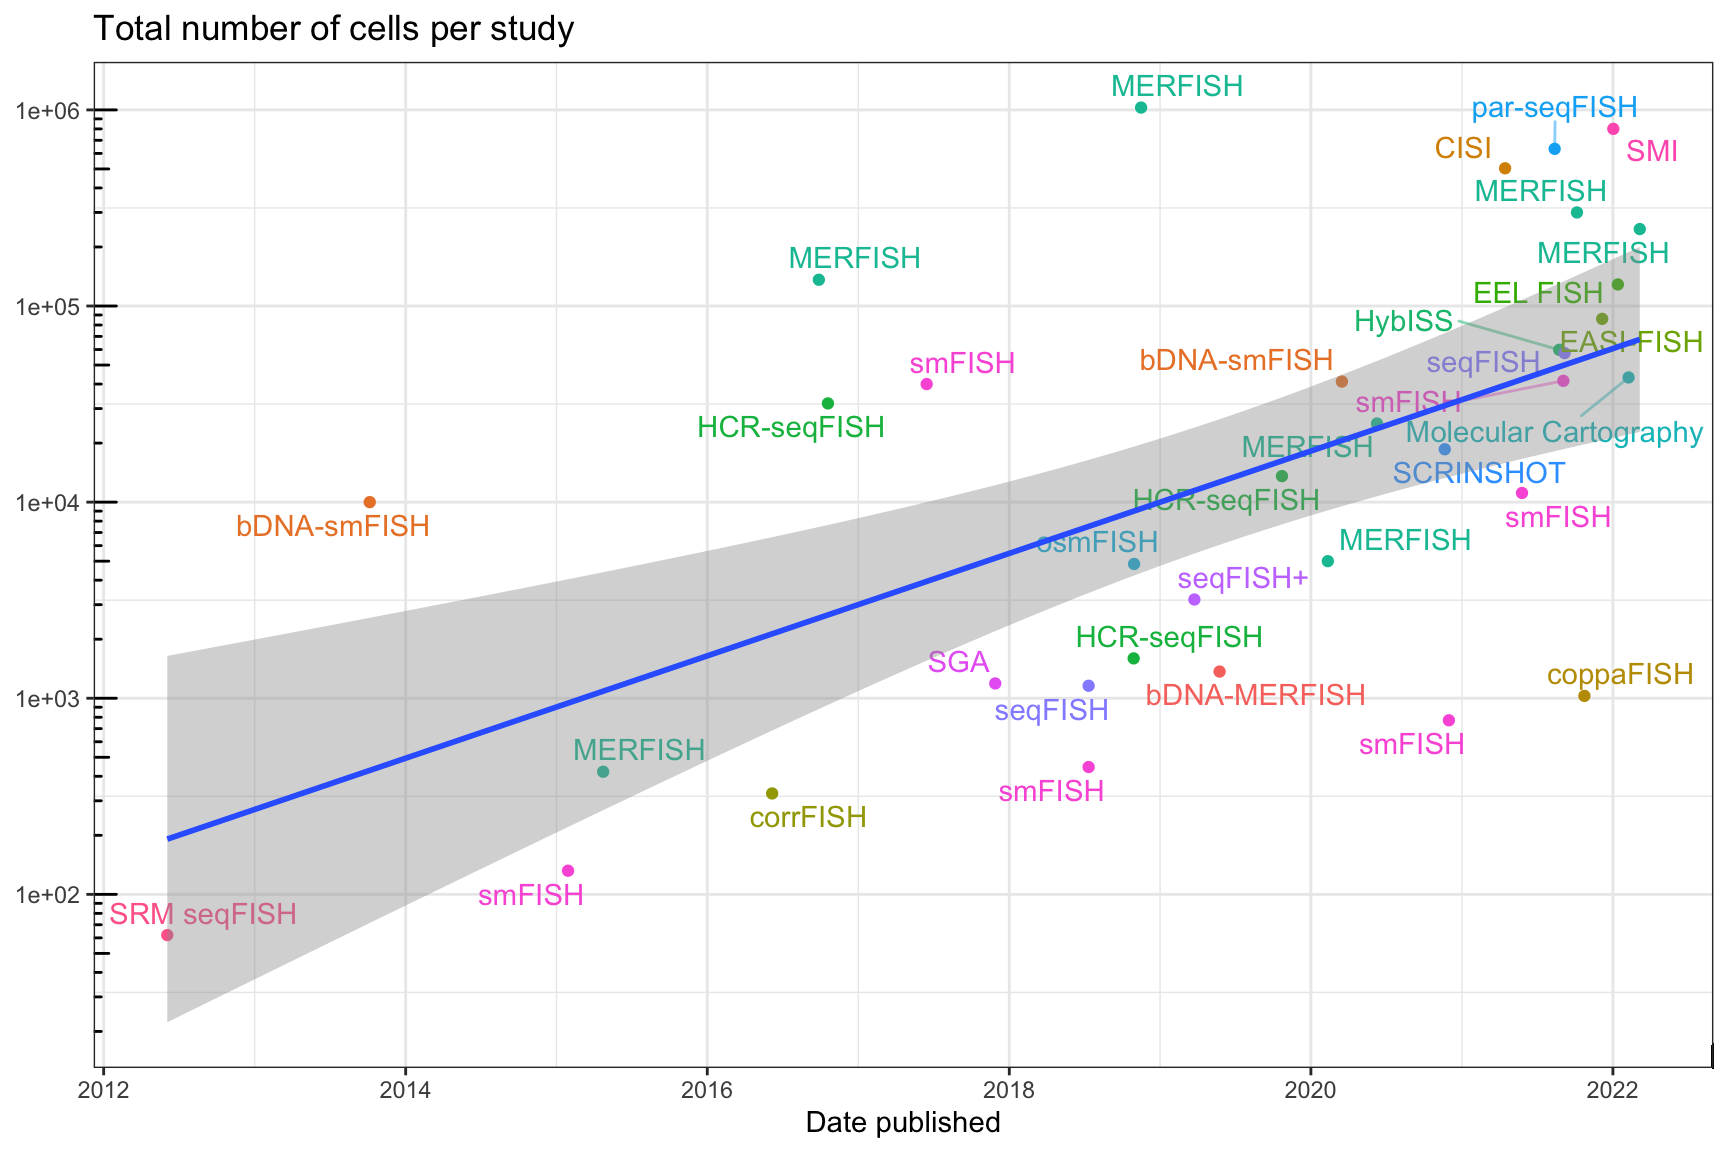 Total number of cells per study
1e+06
1e+05
1e+04
1e+03
1e+02
MERFISH
par-seqFISH
CISI
SMI
MERFISH
MERFISH
MERFISH
EEL FISH
HybISS
EASI-FISH
smFISH
bDNA-smFISH
seqFISH
smFISH
HCR-seqFISH
Molecular Cartography
MERFISH
SCRINSHOT
HCR-seqFISH
smFISH
bDNA-smFISH
osmFISH
MERFISH
seqFISH+
HCR-seqFISH
SGA
coppaFISH
bDNA-MERFISH
seqFISH
MERFISH
smFISH
smFISH
corrFISH
smFISH
SRM seqFISH
2012
2014
2016
2018
2020
2022
Date published